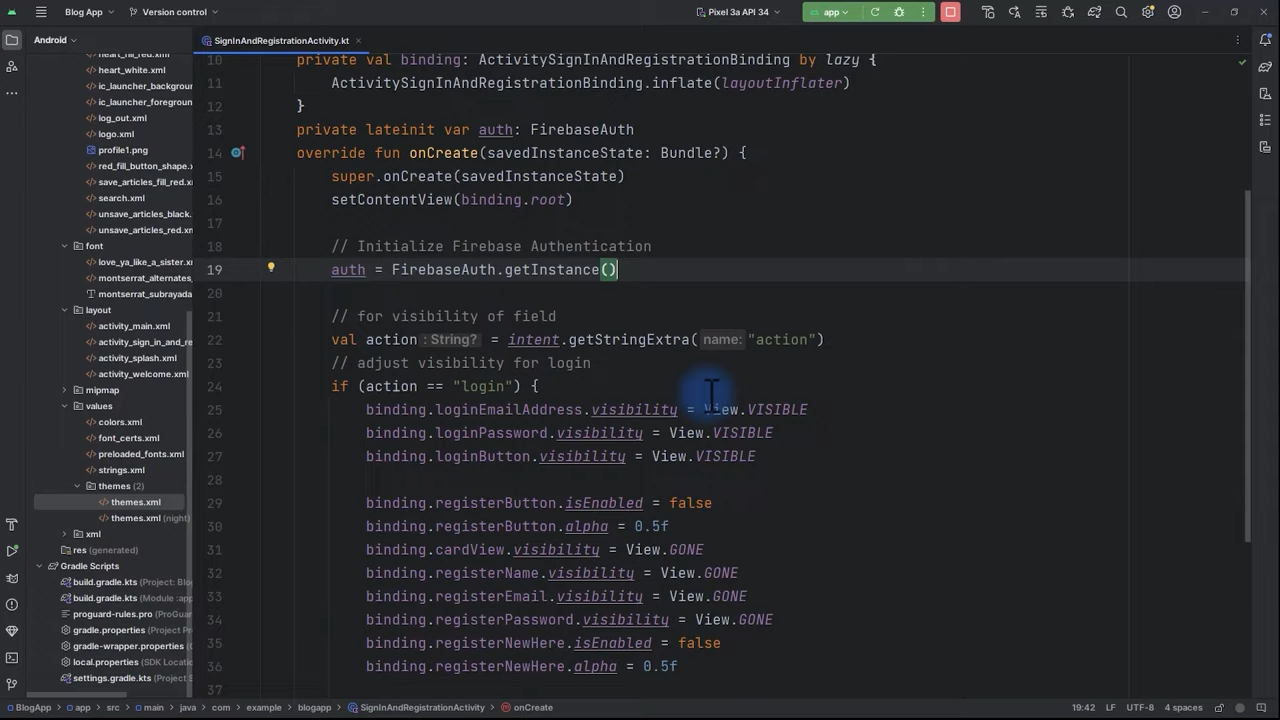 Blog App
Version control
Pixel 3a API 34
app
Android
SignInAndRegistrationActivity.kt
heart_fill_red.xml
heart_white.xml
ic_launcher_backgroun
ic_launcher_foregroun
log_out.xml
logo.xml
profile1.png
red_fill_button_shape.x
save_articles_fill_red.x
search.xml
unsave_articles_black.
unsave_articles_red.x
font
love_ya_like_a_sister.x
montserrat_alternates_
montserrat_subrayada
layout
activity_main.xml
activity_sign_in_and_re
activity_splash.xml
activity_welcome.xml
mipmap
values
colors.xml
font_certs.xml
preloaded_fonts.xml
strings.xml
themes (2)
themes.xml
themes.xml (night)
xml
res (generated)
Gradle Scripts
build.gradle.kts (Project: Blo
build.gradle.kts (Module :app
proguard-rules.pro (ProGua
gradle.properties (Project Pro
gradle-wrapper.properties
local.properties (SDK Locatio
settings.gradle.kts (Project S
10 private val binding: ActivitySignInAndRegistrationBinding by lazy {
11 ActivitySignInAndRegistrationBinding.inflate(layoutInflater)
12 }
13 private lateinit var auth: FirebaseAuth
14 override fun onCreate(savedInstanceState: Bundle?) {
15 super.onCreate(savedInstanceState)
16 setContentView(binding.root)
17
18 // Initialize Firebase Authentication
19 auth = FirebaseAuth.getInstance()
20
21 // for visibility of field
22 val action : String? = intent.getStringExtra( name: "action")
23 // adjust visibility for login
24 if (action == "login") {
25 binding.loginEmailAddress.visibility = View.VISIBLE
26 binding.loginPassword.visibility = View.VISIBLE
27 binding.loginButton.visibility = View.VISIBLE
28
29 binding.registerButton.isEnabled = false
30 binding.registerButton.alpha = 0.5f
31 binding.cardView.visibility = View.GONE
32 binding.registerName.visibility = View.GONE
33 binding.registerEmail.visibility = View.GONE
34 binding.registerPassword.visibility = View.GONE
35 binding.registerNewHere.isEnabled = false
36 binding.registerNewHere.alpha = 0.5f
37
BlogApp > app > src > main > java > com > example > blogapp > SignInAndRegistrationActivity > onCreate
19:42 LF UTF-8 4 spaces